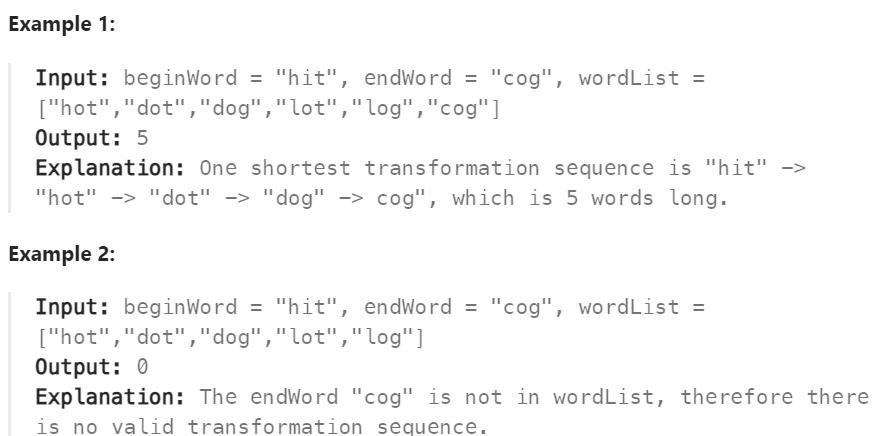 Example 1:
Input: beginWord = "hit", endWord = "cog", wordList =
["hot","dot","dog","lot","log","cog"]
Output: 5
Explanation: One shortest transformation sequence is "hit" ->
"hot" -> "dot" -> "dog" -> cog", which is 5 words long.
Example 2:
Input: beginWord = "hit", endWord = "cog", wordList =
["hot","dot","dog","lot","log"]
Output: 0
Explanation: The endWord "cog" is not in wordList, therefore there
is no valid transformation sequence.